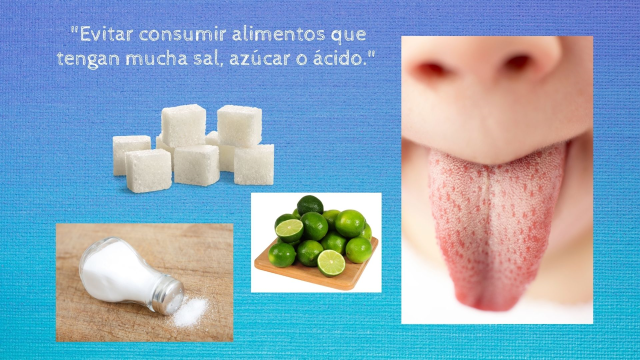 "Evitar consumir alimentos que
tengan mucha sal, azúcar o ácido."